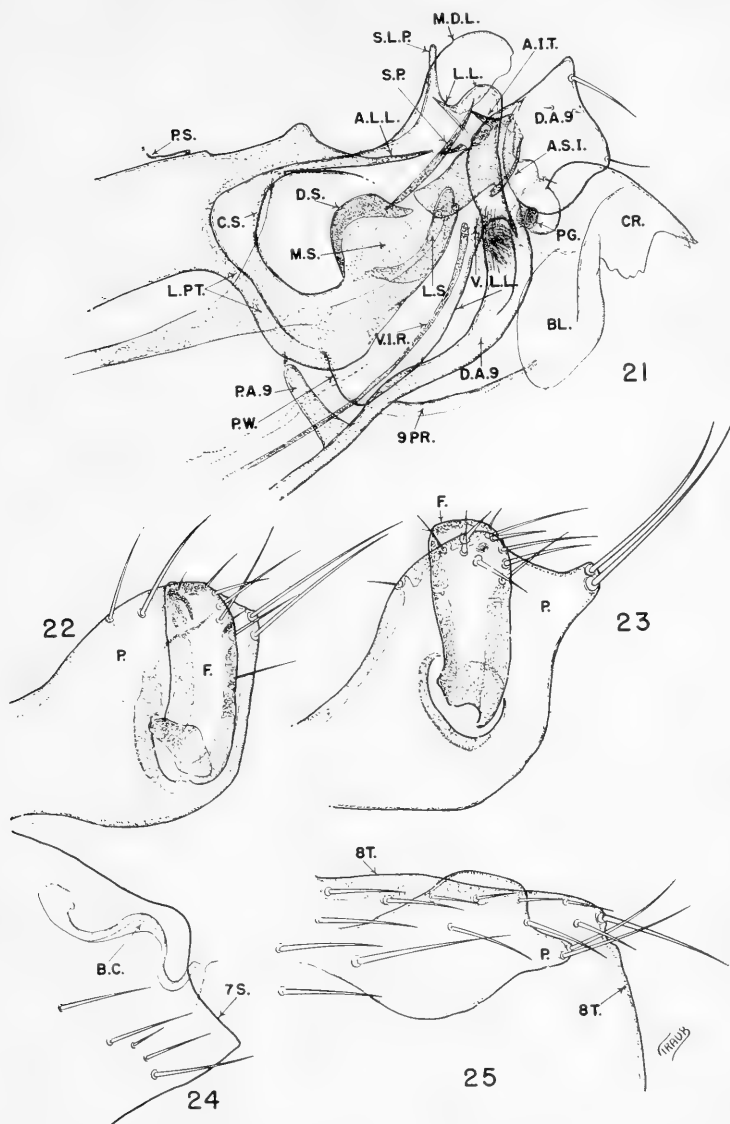 M.D.L.
S.L.P.
A.I.T.
S.P.
L.L.
A.L.L.
D.A.9
P.S.
D.S.
A.S.I.
C.S.
M.S.
PG.
CR.
L.PT.
L.S.
V.L.L.
V.I.R.
BL.
P.A.9
D.A.9
21
P.W.
9 PR.
F.
22
P.
F.
P.
23
8T.
B.C.
P.
7S.
8T.
TRAUB
24
25